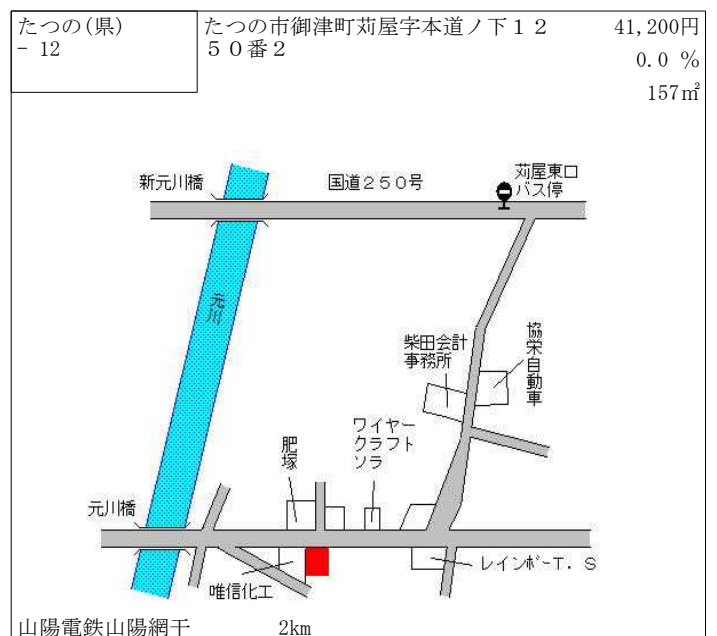 たつの(県)
- 12
たつの市御津町苅屋字本道ノ下１２
５０番２
41,200円
0.0 %
157㎡
新元川橋
国道２５０号
苅屋東口
バス停
元川
柴田会計
事務所
協栄自動車
ワイヤー
クラフト
ソラ
肥塚
元川橋
唯信化工
レインボーT．S
山陽電鉄山陽網干
2km